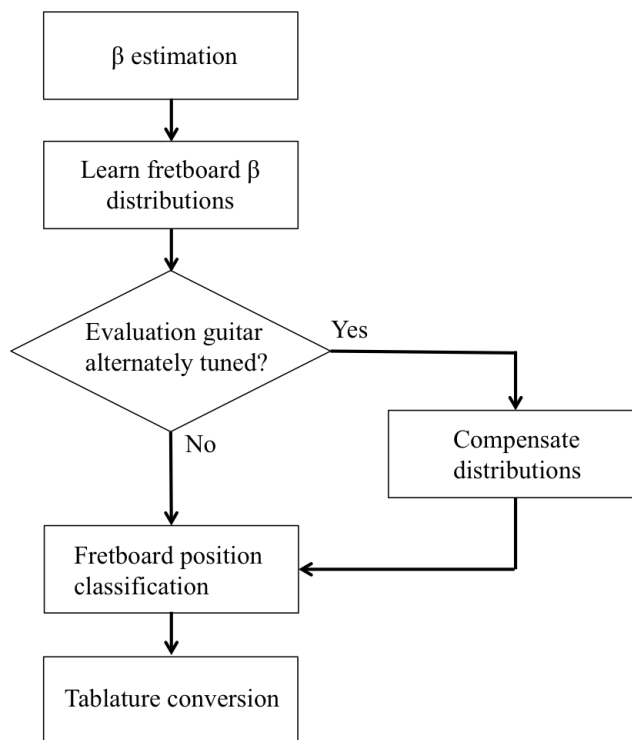 β estimation
Learn fretboard β
distributions
Evaluation guitar
alternately tuned?
Yes
No
Compensate
distributions
Fretboard position
classification
Tablature conversion